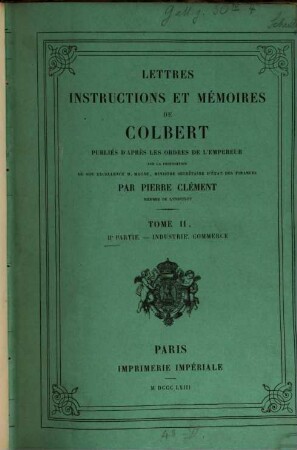 LETTRES
INSTRUCTIONS ET MÉMOIRES
DE
COLBERT
PUBLIÉS D'APRÈS LES ORDRES DE L'EMPEREUR
SUR LA PROPOSITION
DE SON EXCELLENCE M. MAGNE, MINISTRE SECRÉTAIRE D'ÉTAT DES FINANCES
PAR PIERRE CLÉMENT
MEMBRE DE L'INSTITUT
TOME II.
IIe PARTIE — INDUSTRIE, COMMERCE
PARIS
IMPRIMERIE IMPÉRIALE
M DCCC LXIII